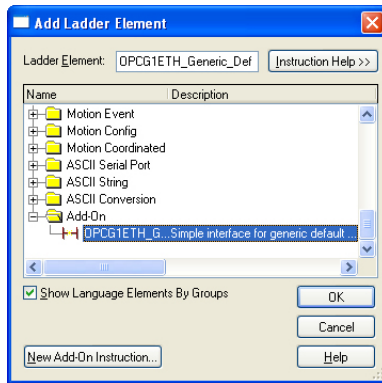 Add Ladder Element
Ladder Element: OPCG1ETH_Generic_Def Instruction Help >>
Name Description
Motion Event
Motion Config
Motion Coordinated
ASCII Serial Port
ASCII String
ASCII Conversion
Add-On
OPCG1ETH_G...Simple interface for generic default ...
Show Language Elements By Groups OK
Cancel
New Add-On Instruction... Help